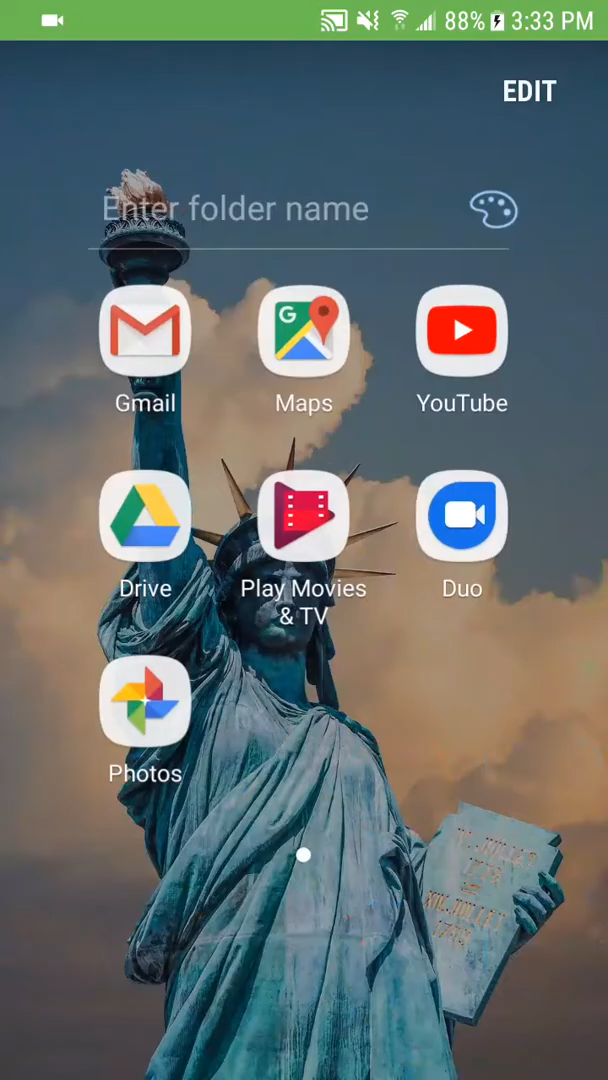 88% 3:33 PM
EDIT
Enter folder name
G
Gmail
Maps
YouTube
Drive
Play Movies
& TV
Duo
Photos